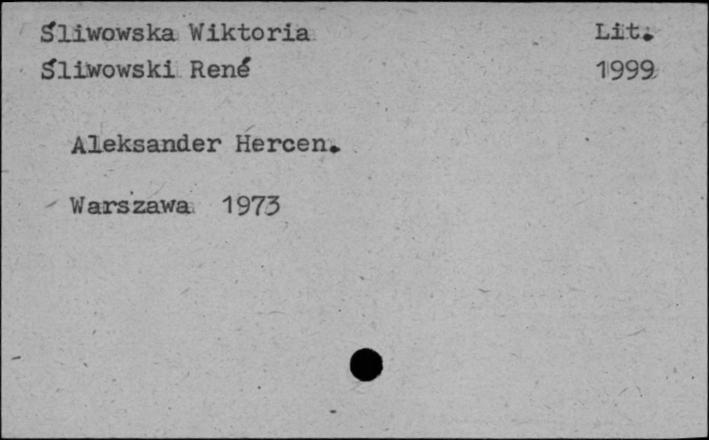 Śliwowska Wiktoria Lit.
Śliwowski René 1999
Aleksander Hercen.
Warszawa 1973